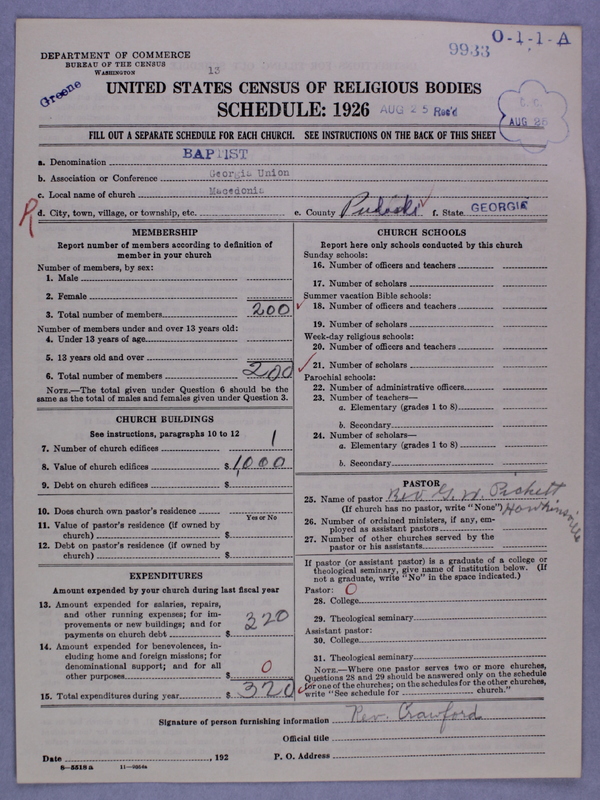 O-1-1-A
9933
DEPARTMENT OF COMMERCE
BUREAU OF THE CENSUS
WASHINGTON
Greene
13
UNITED STATES CENSUS OF RELIGIOUS BODIES
SCHEDULE: 1926
AUG 25 Rec'd
AUG 26
FILL OUT A SEPARATE SCHEDULE FOR EACH CHURCH. SEE INSTRUCTIONS ON THE BACK OF THIS SHEET
a. Denomination BAPTIST
b. Association or Conference Georgia Union
c. Local name of church Macedonia
R d. City, town, village, or township, etc. e. County Pulaski f. State GEORGIA
MEMBERSHIP
Report number of members according to definition of
member in your church
Number of members, by sex:
1. Male
2. Female
3. Total number of members 200
Number of members under and over 13 years old:
4. Under 13 years of age
5. 13 years old and over
6. Total number of members 200
NOTE.—The total given under Question 6 should be
same as the total of males and females given under Question 3.
CHURCH BUILDINGS
See instructions, paragraphs 10 to 12
7. Number of church edifices 1
8. Value of church edifices $ 1,000
9. Debt on church edifices $
10. Does church own pastor's residence
Yes or No
11. Value of pastor's residence (if owned by
church) $
12. Debt on pastor's residence (if owned by
church) $
EXPENDITURES
Amount expended by your church during last fiscal year
13. Amount expended for salaries, repairs,
and other running expenses; for im-
provements or new buildings; and for
payments on church debt $ 320
14. Amount expended for benevolences, in-
cluding home and foreign missions; for
denominational support; and for all
other purposes $ 0
15. Total expenditures during year $ 320
CHURCH SCHOOLS
Report here only schools conducted by this church
Sunday schools:
16. Number of officers and teachers
17. Number of scholars
Summer vacation Bible schools:
18. Number of officers and teachers
19. Number of scholars
Week-day religious schools:
20. Number of officers and teachers
21. Number of scholars
Parochial schools:
22. Number of administrative officers
23. Number of teachers—
a. Elementary (grades 1 to 8)
b. Secondary
24. Number of scholars—
a. Elementary (grades 1 to 8)
b. Secondary
PASTOR
25. Name of pastor Rev. G. W. Pickett
(If church has no pastor, write "None") Hawkinsville
26. Number of ordained ministers, if any, em-
ployed as assistant pastors
27. Number of other churches served by the
pastor or his assistants
If pastor (or assistant pastor) is a graduate of a college or
theological seminary, give name of institution below. (If
not a graduate, write "No" in the space indicated.)
Pastor: 0
28. College
29. Theological seminary
Assistant pastor:
30. College
31. Theological seminary
NOTE.—Where one pastor serves two or more churches,
Questions 28 and 29 should be answered only on the schedule
for one of the churches; on the schedules for the other churches,
write "See schedule for church."
Signature of person furnishing information Rev. Crawford
Official title
Date , 192 P. O. Address
8—5518a 11—9984a